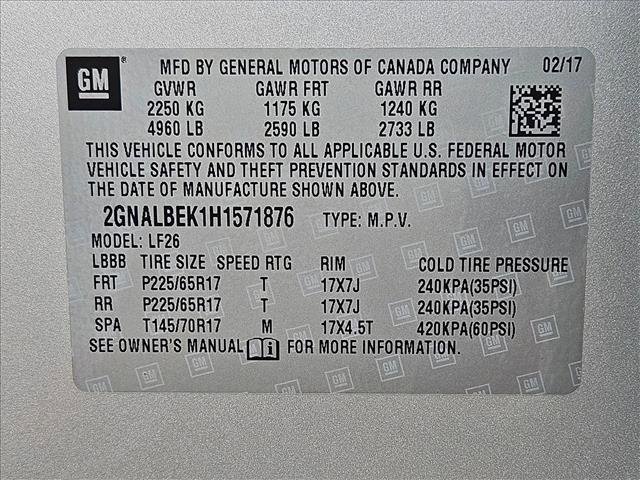 GM ® MFD BY GENERAL MOTORS OF CANADA COMPANY 02/17
GVWR GAWR FRT GAWR RR
2250 KG 1175 KG 1240 KG
4960 LB 2590 LB 2733 LB
THIS VEHICLE CONFORMS TO ALL APPLICABLE U.S. FEDERAL MOTOR
VEHICLE SAFETY AND THEFT PREVENTION STANDARDS IN EFFECT ON
THE DATE OF MANUFACTURE SHOWN ABOVE.
2GNALBEK1H1571876 TYPE: M.P.V.
MODEL: LF26
LBBB TIRE SIZE SPEED RTG RIM COLD TIRE PRESSURE
FRT P225/65R17 T 17X7J 240KPA(35PSI)
RR P225/65R17 T 17X7J 240KPA(35PSI)
SPA T145/70R17 M 17X4.5T 420KPA(60PSI)
SEE OWNER'S MANUAL i FOR MORE INFORMATION.